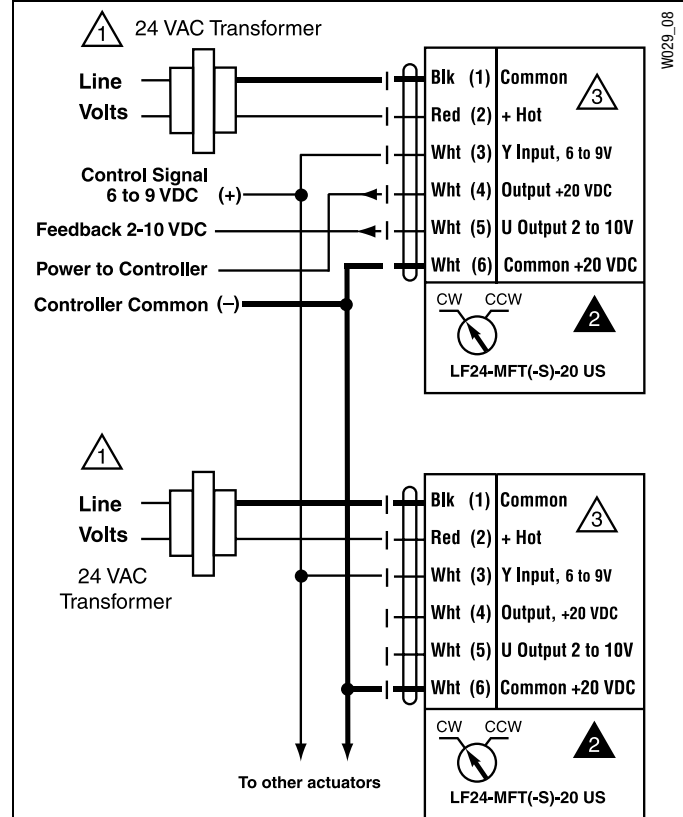 W029_08
1 24 VAC Transformer
Line
Volts
Control Signal
6 to 9 VDC (+)
Feedback 2-10 VDC
Power to Controller
Controller Common (–)
Blk (1) Common
3
Red (2) + Hot
Wht (3) Y Input, 6 to 9V
Wht (4) Output +20 VDC
Wht (5) U Output 2 to 10V
Wht (6) Common +20 VDC
CW CCW
2
LF24-MFT(-S)-20 US
1
Line
Volts
24 VAC
Transformer
Blk (1) Common
3
Red (2) + Hot
Wht (3) Y Input, 6 to 9V
Wht (4) Output, +20 VDC
Wht (5) U Output 2 to 10V
Wht (6) Common +20 VDC
CW CCW
2
LF24-MFT(-S)-20 US
To other actuators